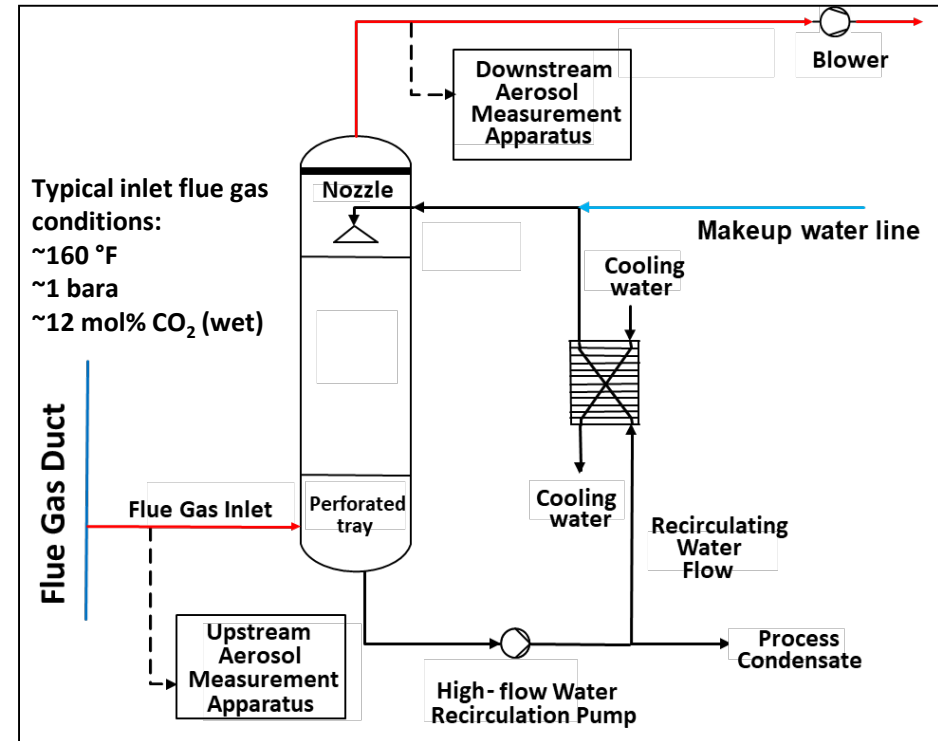 Downstream
Aerosol
Measurement
Apparatus
Blower
Typical inlet flue gas
conditions:
~160 °F
~1 bara
~12 mol% CO₂ (wet)
Nozzle
Makeup water line
Cooling
water
Flue Gas Duct
Flue Gas Inlet
Perforated
tray
Cooling
water
Recirculating
Water
Flow
Upstream
Aerosol
Measurement
Apparatus
High-flow Water
Recirculation Pump
Process
Condensate